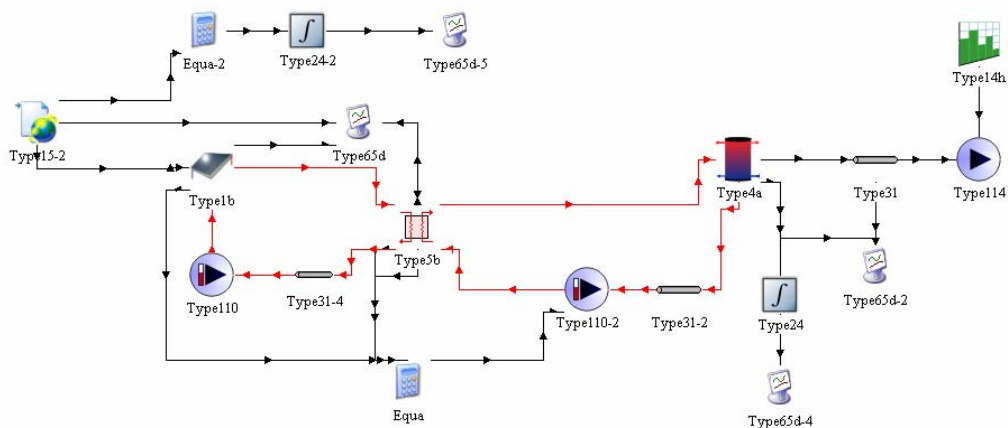 Equa-2
Type24-2
Type65d-5
Type14h
Type15-2
Type65d
Type1b
Type4a
Type31
Type114
Type5b
Type110
Type31-4
Type110-2
Type31-2
Type24
Type65d-2
Equa
Type65d-4